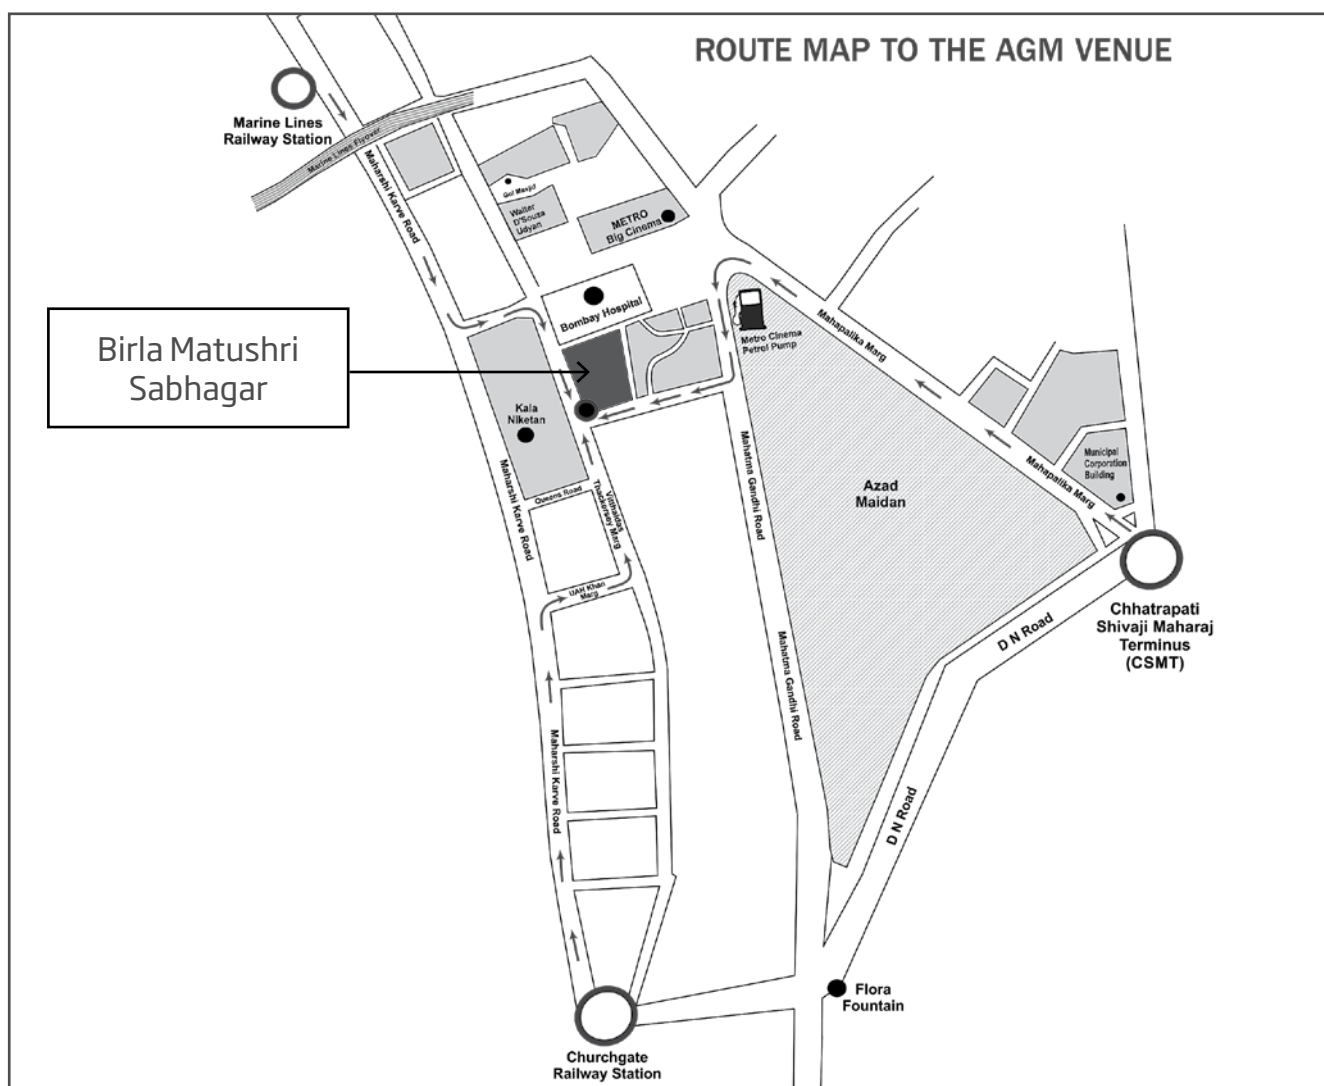 ROUTE MAP TO THE AGM VENUE
Marine Lines
Railway Station
Marine Lines Flyover
Maharshi Karve Road
Gol Masjid
Walter
D'Souza
Udyan
METRO
Big Cinema
Bombay Hospital
Metro Cinema
Petrol Pump
Mahapalika Marg
Birla Matushri
Sabhagar
Kala
Niketan
Maharshi Karve Road
Queens Road
Vitthaldas
Thackersey Marg
Mahatma Gandhi Road
Azad
Maidan
Mahapalika Marg
Municipal
Corporation
Building
UAH Khan
Marg
Chhatrapati
Shivaji Maharaj
Terminus
(CSMT)
D N Road
Mahatma Gandhi Road
Maharshi Karve Road
D N Road
Flora
Fountain
Churchgate
Railway Station